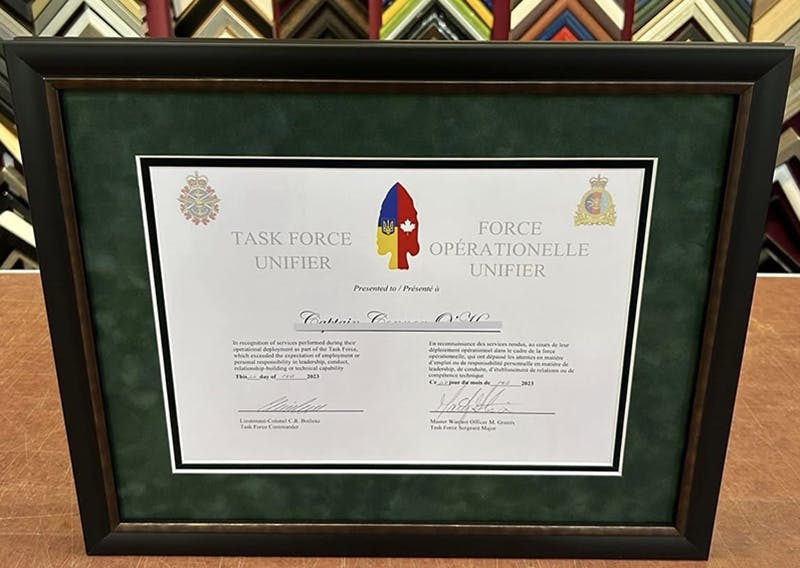 TASK FORCE
UNIFIER
FORCE
OPÉRATIONELLE
UNIFIER
Presented to / Présenté à
Captain Connor
In recognition of services performed during their
operational deployment as part of the Task Force,
which exceeded the expectation of employment or
personal responsibility in leadership, conduct,
relationship-building or technical capability
This day of 2023
En reconnaissance des services rendus, au cours de leur
déploiement opérationnel dans le cadre de la force
opérationnelle, qui ont dépassé les attentes en matière
d'emploi ou de responsabilité personnelle en matière de
leadership, de conduite, d'établissement de relations ou de
compétence technique
Ce jour du mois de 2023
Lieutenant-Colonel C.R.
Task Force Commander
Master Warrant Officer M.
Task Force Sergeant Major